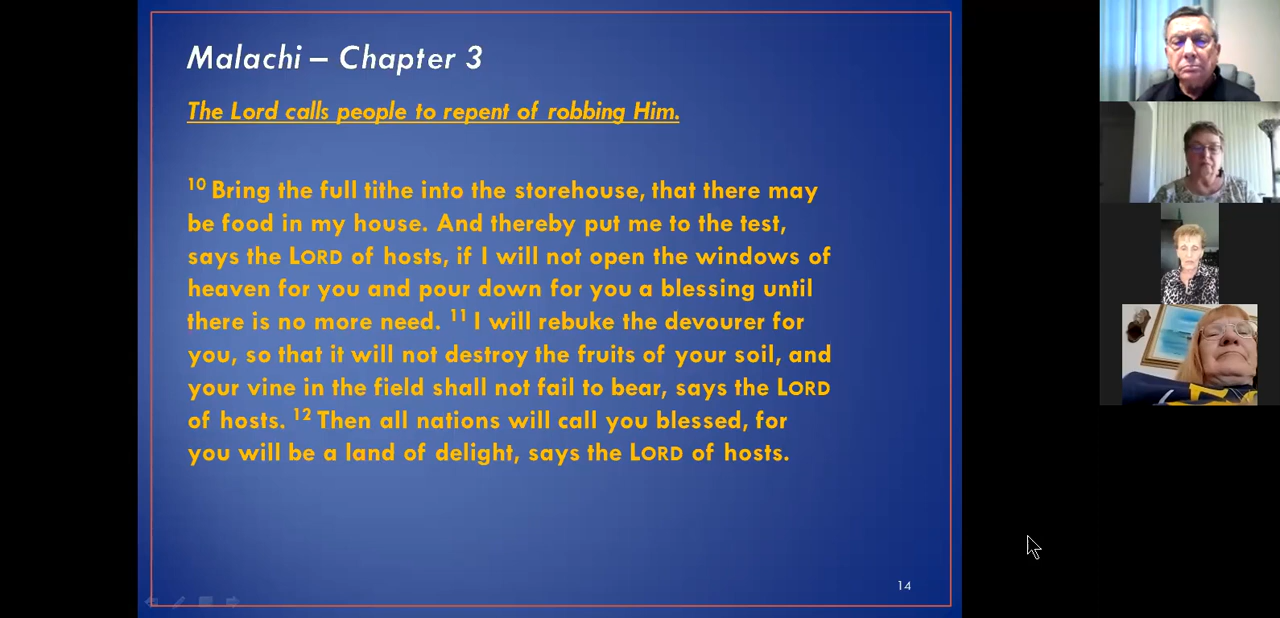 Malachi – Chapter 3
The Lord calls people to repent of robbing Him.
10 Bring the full tithe into the storehouse, that there may
be food in my house. And thereby put me to the test,
says the LORD of hosts, if I will not open the windows of
heaven for you and pour down for you a blessing until
there is no more need. 11 I will rebuke the devourer for
you, so that it will not destroy the fruits of your soil, and
your vine in the field shall not fail to bear, says the LORD
of hosts. 12 Then all nations will call you blessed, for
you will be a land of delight, says the LORD of hosts.
14